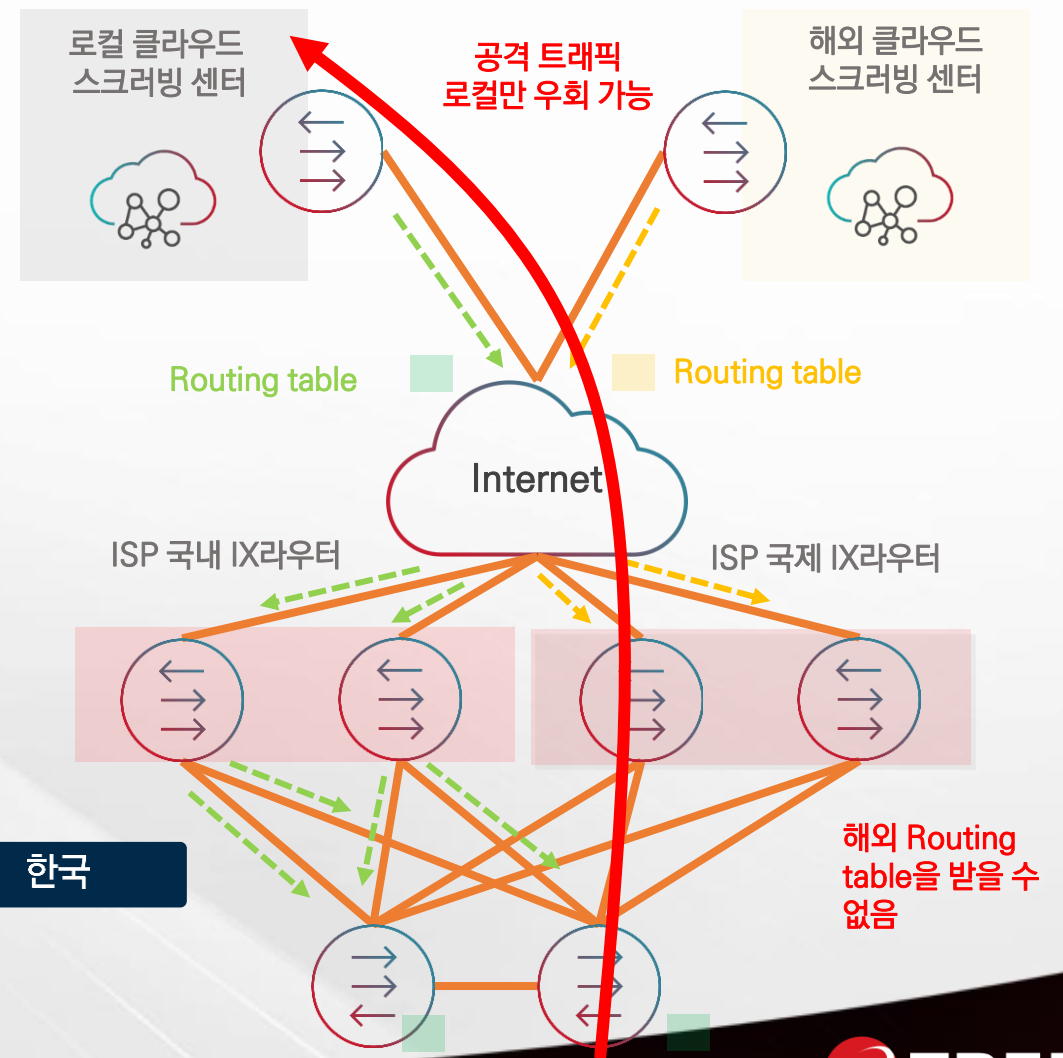 로컬 클라우드
스크러빙 센터
공격 트래픽
로컬만 우회 가능
해외 클라우드
스크러빙 센터
Routing table
Routing table
Internet
ISP 국내 IX라우터
ISP 국제 IX라우터
한국
해외 Routing
table을 받을 수
없음